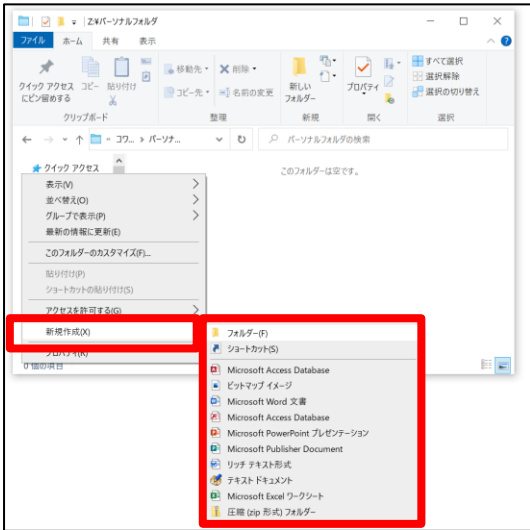 Z:¥パーソナルフォルダ
ファイル ホーム 共有 表示
クイック アクセス
にピン留めする
コピー
貼り付け
移動先
コピー先
削除
名前の変更
新しい
フォルダー
プロパティ
すべて選択
選択解除
選択の切り替え
クリップボード 整理 新規 開く 選択
« コワ... › パーソナ...
パーソナルフォルダの検索
クイック アクセス
このフォルダーは空です。
表示(V)
並べ替え(O)
グループで表示(P)
最新の情報に更新(E)
このフォルダーのカスタマイズ(F)...
貼り付け(P)
ショートカットの貼り付け(S)
アクセスを許可する(G)
新規作成(X)
プロパティ(R)
0 個の項目
フォルダー(F)
ショートカット(S)
Microsoft Access Database
ビットマップ イメージ
Microsoft Word 文書
Microsoft Access Database
Microsoft PowerPoint プレゼンテーション
Microsoft Publisher Document
リッチ テキスト形式
テキスト ドキュメント
Microsoft Excel ワークシート
圧縮 (zip 形式) フォルダー